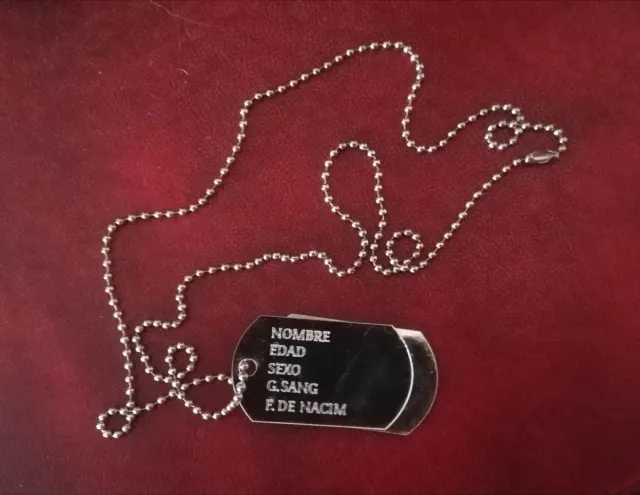 NOMBRE
EDAD
SEXO
G.SANG
F. DE NACIM